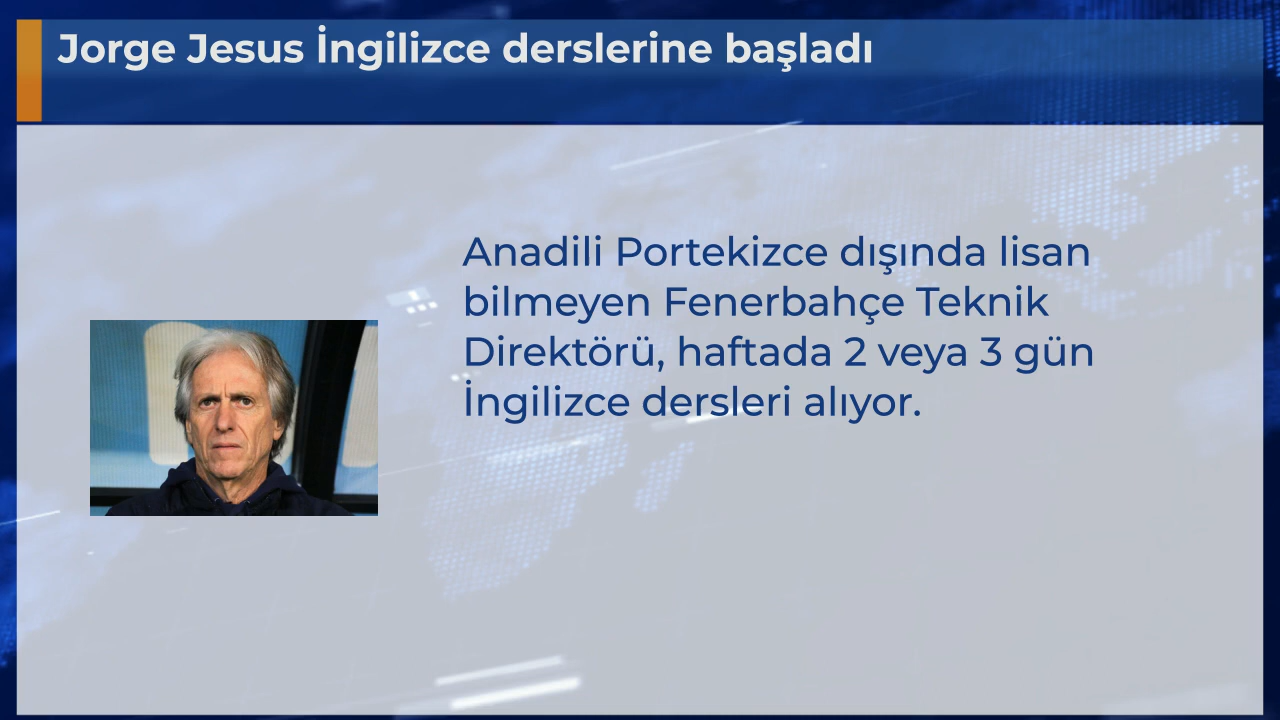 Jorge Jesus İngilizce derslerine başladı
Anadili Portekizce dışında lisan
bilmeyen Fenerbahçe Teknik
Direktörü, haftada 2 veya 3 gün
İngilizce dersleri alıyor.